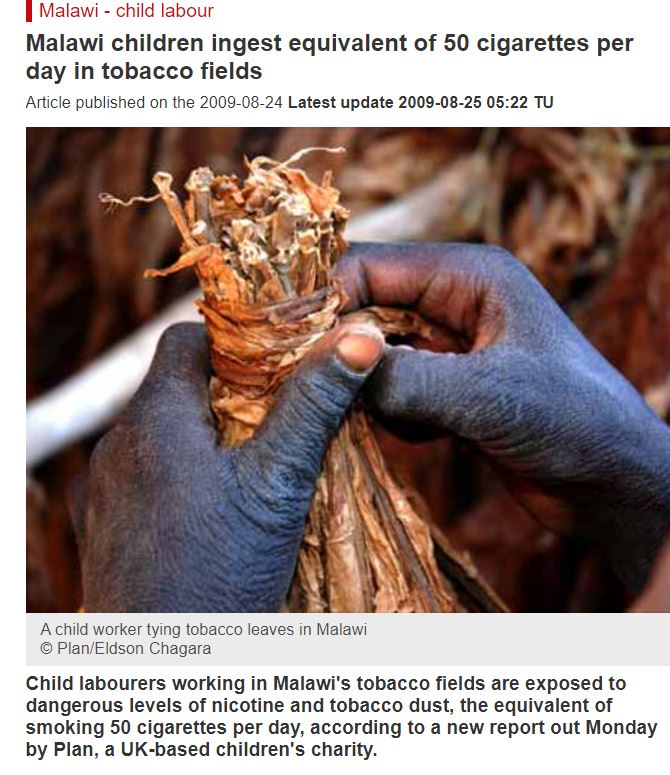 Malawi - child labour
Malawi children ingest equivalent of 50 cigarettes per
day in tobacco fields
Article published on the 2009-08-24 Latest update 2009-08-25 05:22 TU
A child worker tying tobacco leaves in Malawi
© Plan/Eldson Chagara
Child labourers working in Malawi's tobacco fields are exposed to
dangerous levels of nicotine and tobacco dust, the equivalent of
smoking 50 cigarettes per day, according to a new report out Monday
by Plan, a UK-based children's charity.